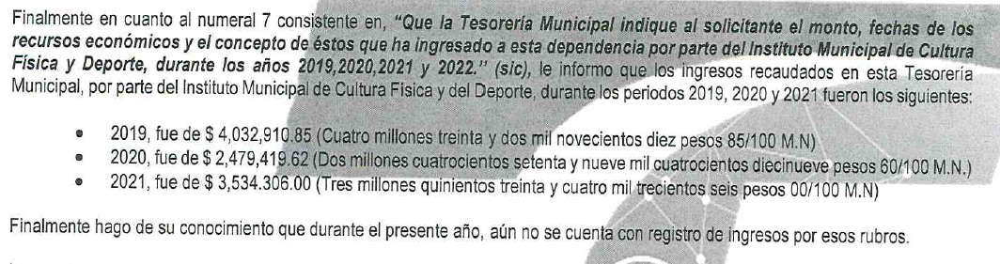 Finalmente en cuanto al numeral 7 consistente en, “Que la Tesorería Municipal indique al solicitante el monto, fechas de los
recursos económicos y el concepto de éstos que ha ingresado a esta dependencia por parte del Instituto Municipal de Cultura
Física y Deporte, durante los años 2019,2020,2021 y 2022.” (sic), le informo que los ingresos recaudados en esta Tesorería
Municipal, por parte del Instituto Municipal de Cultura Física y del Deporte, durante los periodos 2019, 2020 y 2021 fueron los siguientes:
• 2019, fue de $ 4,032,910.85 (Cuatro millones treinta y dos mil novecientos diez pesos 85/100 M.N)
• 2020, fue de $ 2,479,419.62 (Dos millones cuatrocientos setenta y nueve mil cuatrocientos diecinueve pesos 60/100 M.N.)
• 2021, fue de $ 3,534.306.00 (Tres millones quinientos treinta y cuatro mil trecientos seis pesos 00/100 M.N)
Finalmente hago de su conocimiento que durante el presente año, aún no se cuenta con registro de ingresos por esos rubros.